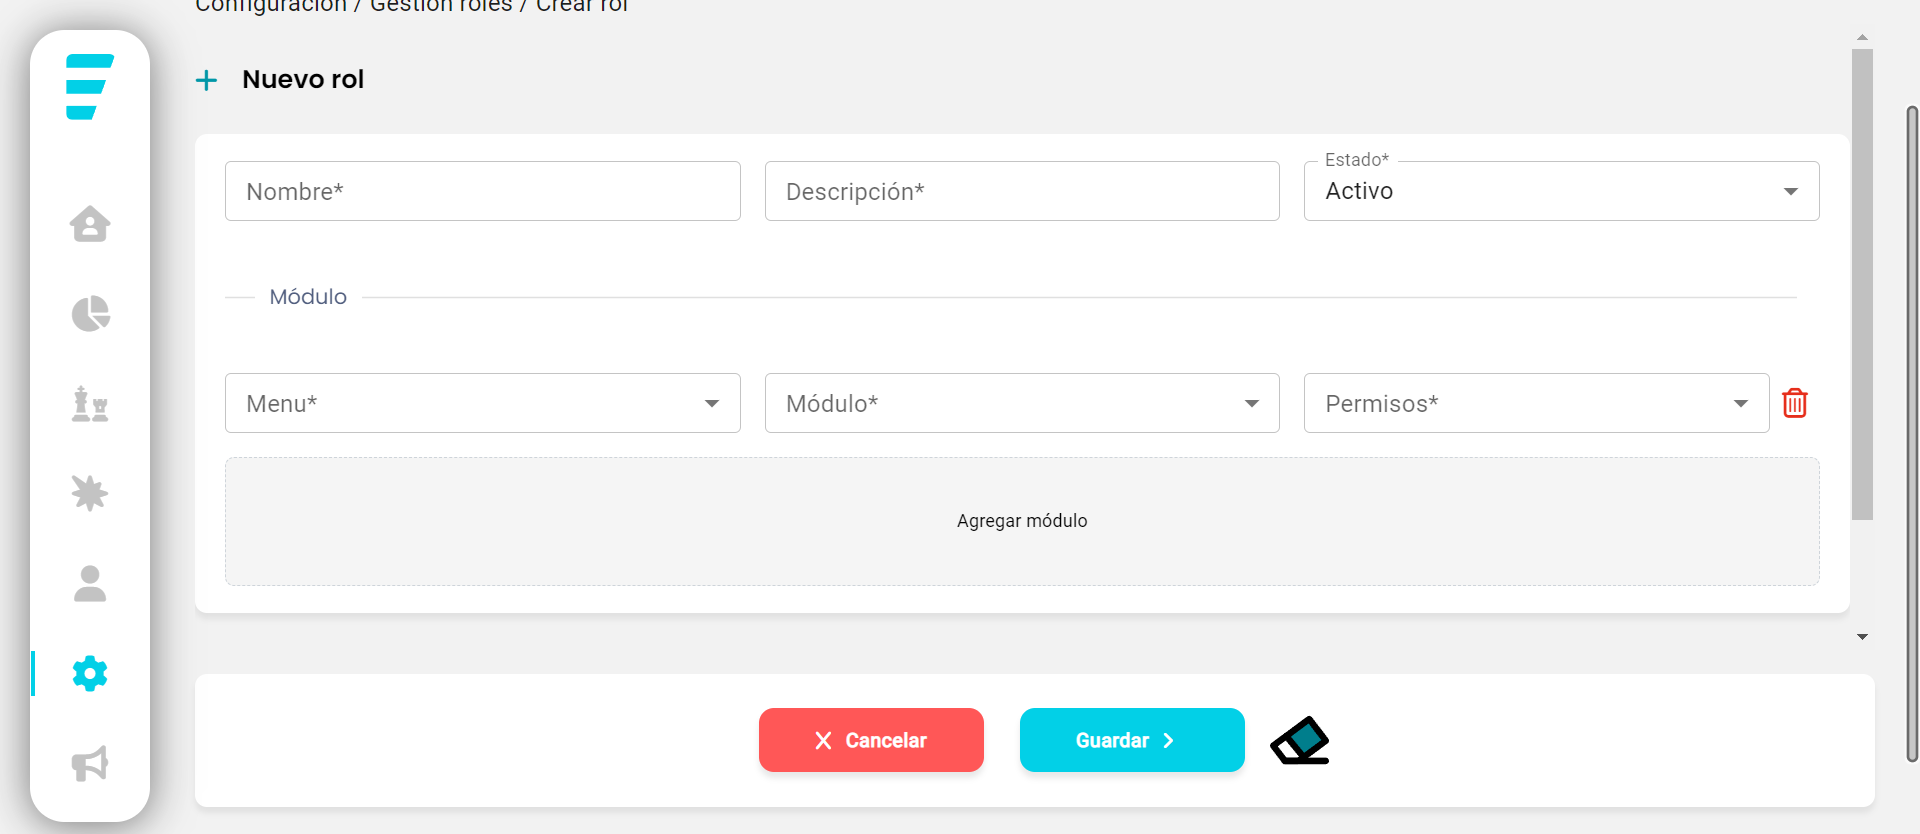 Configuración / Gestión roles / Crear rol
Nuevo rol
Nombre*
Descripción*
Estado*
Activo
Módulo
Menu*
Módulo*
Permisos*
Agregar módulo
Cancelar
Guardar